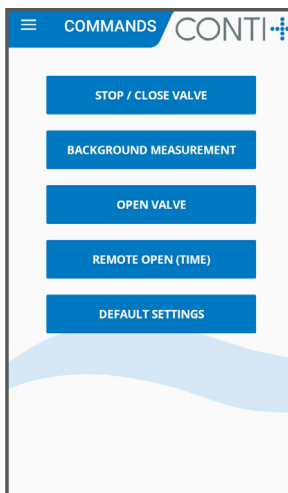 COMMANDS CONTI+
STOP / CLOSE VALVE
BACKGROUND MEASUREMENT
OPEN VALVE
REMOTE OPEN (TIME)
DEFAULT SETTINGS